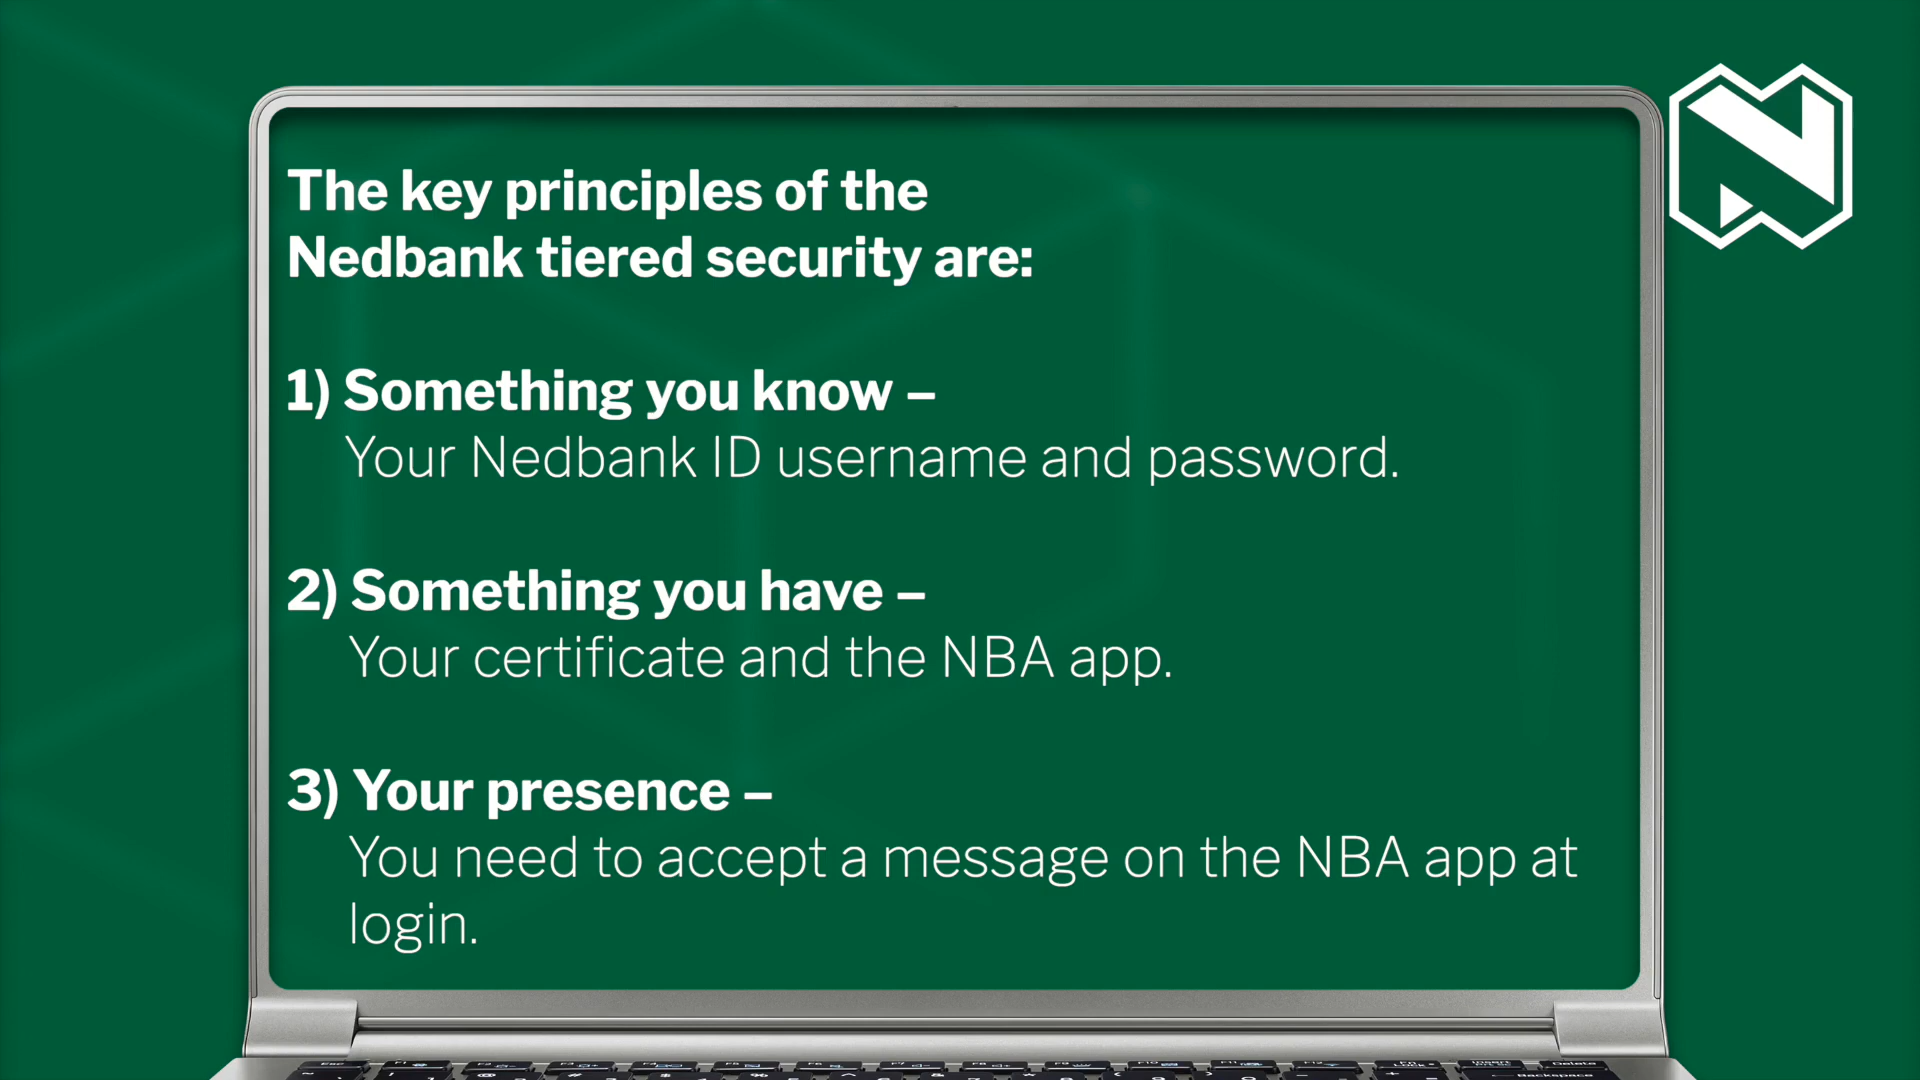 The key principles of the
Nedbank tiered security are:
1) Something you know –
Your Nedbank ID username and password.
2) Something you have –
Your certificate and the NBA app.
3) Your presence –
You need to accept a message on the NBA app at
login.
Delete
Backspace